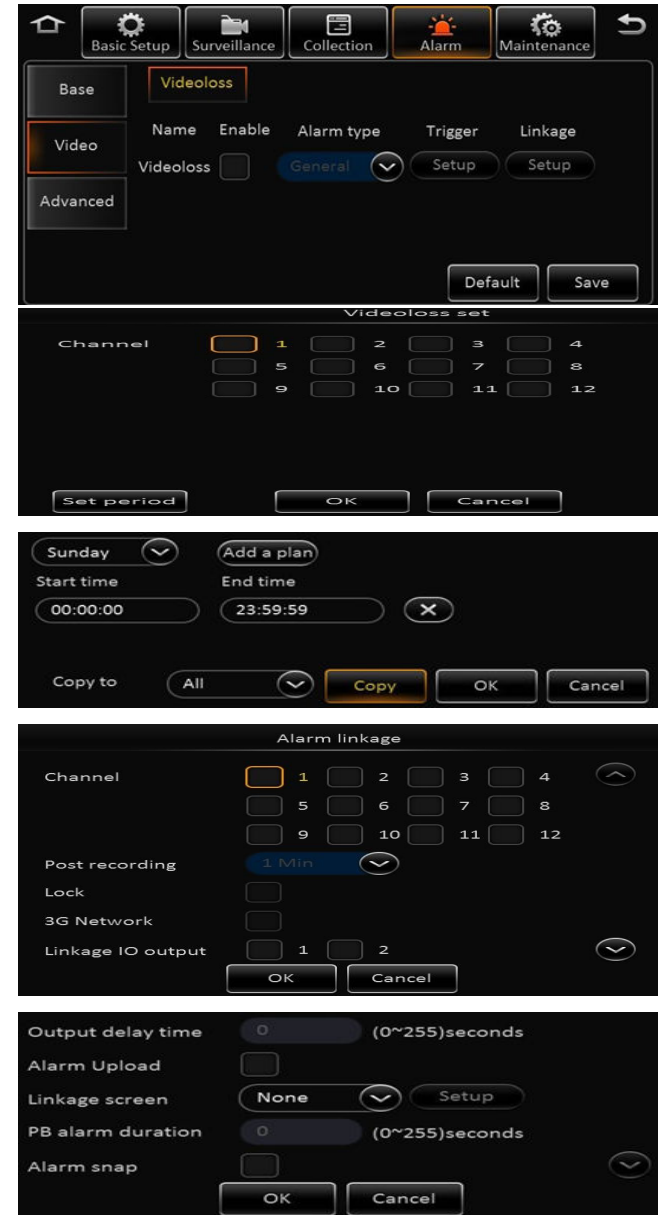 Basic Setup Surveillance Collection Alarm Maintenance
Base Videoloss
Name Enable Alarm type Trigger Linkage
Video
Videoloss General Setup Setup
Advanced
Default Save
Videoloss set
Channel 1 2 3 4
5 6 7 8
9 10 11 12
Set period OK Cancel
Sunday Add a plan
Start time End time
00:00:00 23:59:59
Copy to All Copy OK Cancel
Alarm linkage
Channel 1 2 3 4
5 6 7 8
9 10 11 12
Post recording 1 Min
Lock
3G Network
Linkage IO output 1 2
OK Cancel
Output delay time 0 (0~255)seconds
Alarm Upload
Linkage screen None Setup
PB alarm duration 0 (0~255)seconds
Alarm snap
OK Cancel